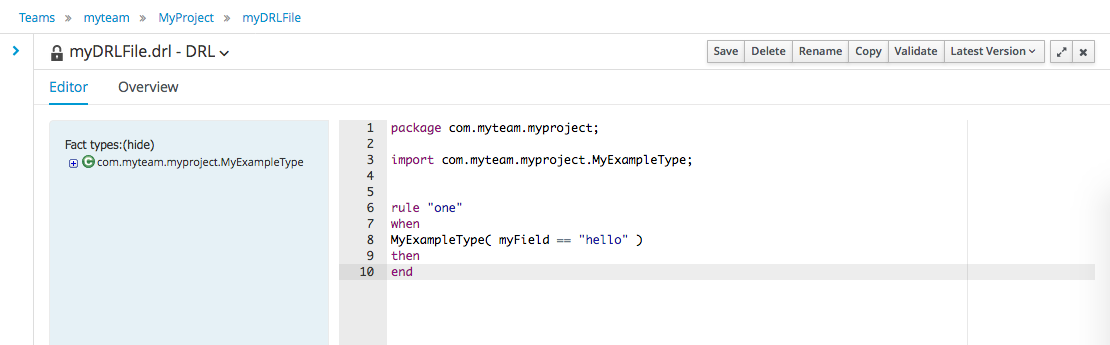 Teams » myteam » MyProject » myDRLFile
myDRLFile.drl - DRL
Save Delete Rename Copy Validate Latest Version
Editor Overview
Fact types:(hide)
com.myteam.myproject.MyExampleType
1 package com.myteam.myproject;
2
3 import com.myteam.myproject.MyExampleType;
4
5
6 rule "one"
7 when
8 MyExampleType( myField == "hello" )
9 then
10 end